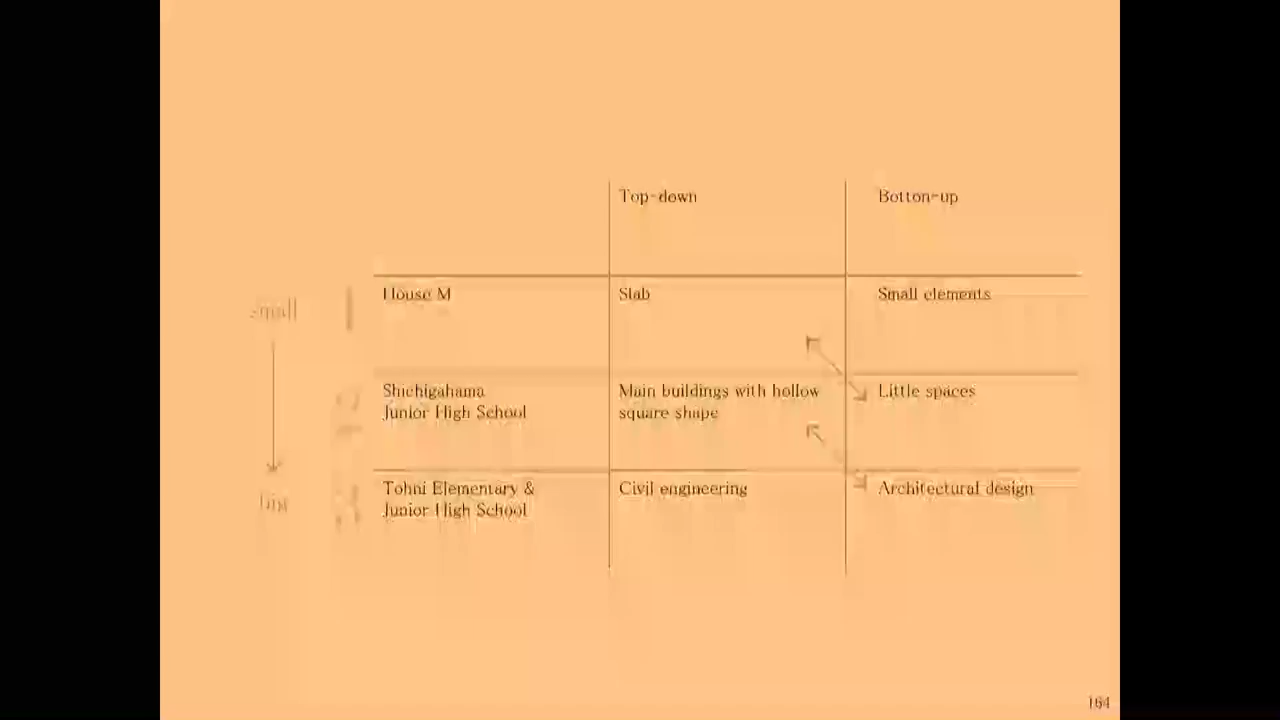 Top-down
Botton-up
small
House M
Slab
Small elements
Shichigahama
Junior High School
Main buildings with hollow
square shape
Little spaces
Tohni Elementary &
Junior High School
Civil engineering
Architectural design
164